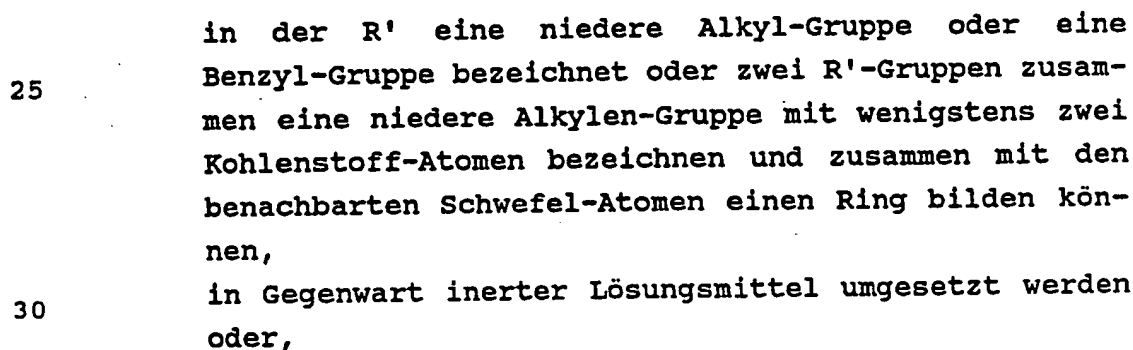 in der R' eine niedere Alkyl-Gruppe oder eine
25 Benzyl-Gruppe bezeichnet oder zwei R'-Gruppen zusam-
men eine niedere Alkylen-Gruppe mit wenigstens zwei
Kohlenstoff-Atomen bezeichnen und zusammen mit den
benachbarten Schwefel-Atomen einen Ring bilden kön-
nen,
30 in Gegenwart inerter Lösungsmittel umgesetzt werden
oder,